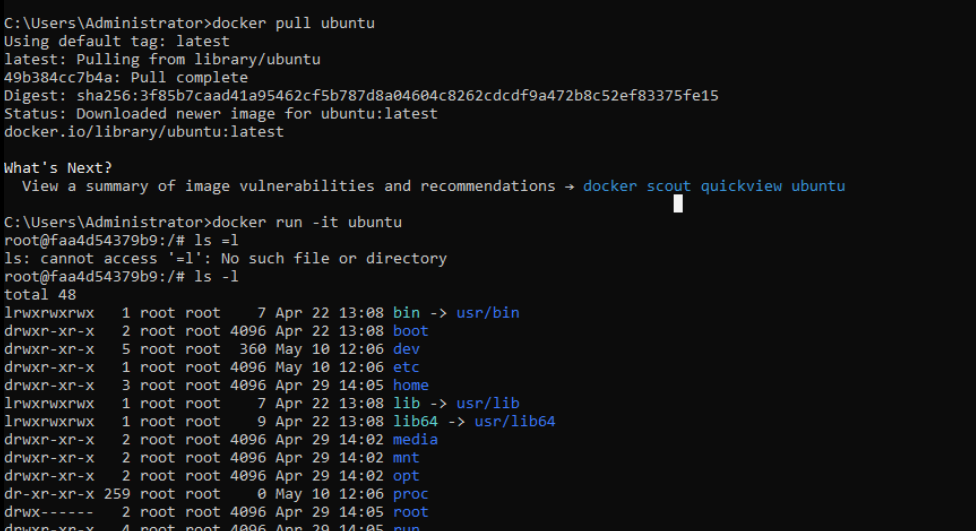 C:\Users\Administrator>docker pull ubuntu
Using default tag: latest
latest: Pulling from library/ubuntu
49b384cc7b4a: Pull complete
Digest: sha256:3f85b7caad41a95462cf5b787d8a04604c8262cdcdf9a472b8c52ef83375fe15
Status: Downloaded newer image for ubuntu:latest
docker.io/library/ubuntu:latest
What's Next?
  View a summary of image vulnerabilities and recommendations → docker scout quickview ubuntu
C:\Users\Administrator>docker run -it ubuntu
root@faa4d54379b9:/# ls =l
ls: cannot access '=l': No such file or directory
root@faa4d54379b9:/# ls -l
total 48
lrwxrwxrwx   1 root root    7 Apr 22 13:08 bin -> usr/bin
drwxr-xr-x   2 root root 4096 Apr 22 13:08 boot
drwxr-xr-x   5 root root  360 May 10 12:06 dev
drwxr-xr-x   1 root root 4096 May 10 12:06 etc
drwxr-xr-x   3 root root 4096 Apr 29 14:05 home
lrwxrwxrwx   1 root root    7 Apr 22 13:08 lib -> usr/lib
lrwxrwxrwx   1 root root    9 Apr 22 13:08 lib64 -> usr/lib64
drwxr-xr-x   2 root root 4096 Apr 29 14:02 media
drwxr-xr-x   2 root root 4096 Apr 29 14:02 mnt
drwxr-xr-x   2 root root 4096 Apr 29 14:02 opt
dr-xr-xr-x 259 root root    0 May 10 12:06 proc
drwx------   2 root root 4096 Apr 29 14:05 root
drwxr-xr-x   4 root root 4096 Apr 29 14:05 run